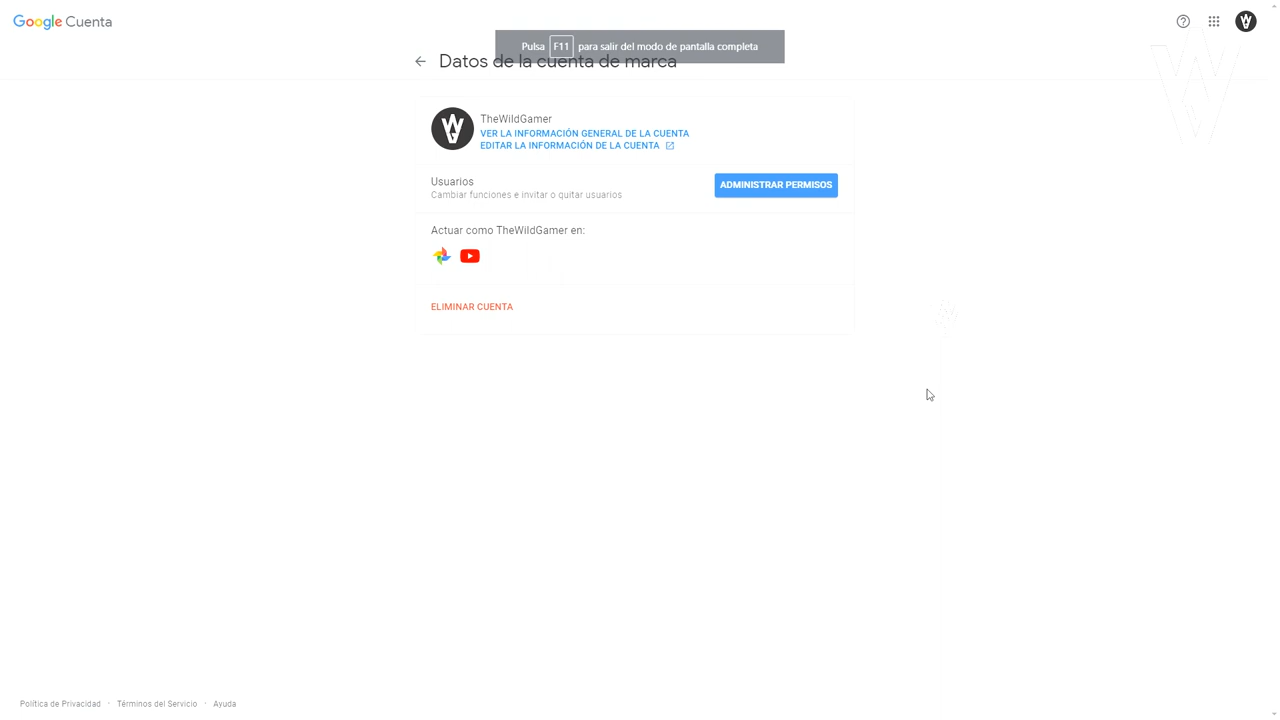 Google Cuenta
Pulsa F11 para salir del modo de pantalla completa
Datos de la cuenta de marca
TheWildGamer
VER LA INFORMACIÓN GENERAL DE LA CUENTA
EDITAR LA INFORMACIÓN DE LA CUENTA
Usuarios
Cambiar funciones e invitar o quitar usuarios
ADMINISTRAR PERMISOS
Actuar como TheWildGamer en:
ELIMINAR CUENTA
Política de Privacidad · Términos del Servicio · Ayuda